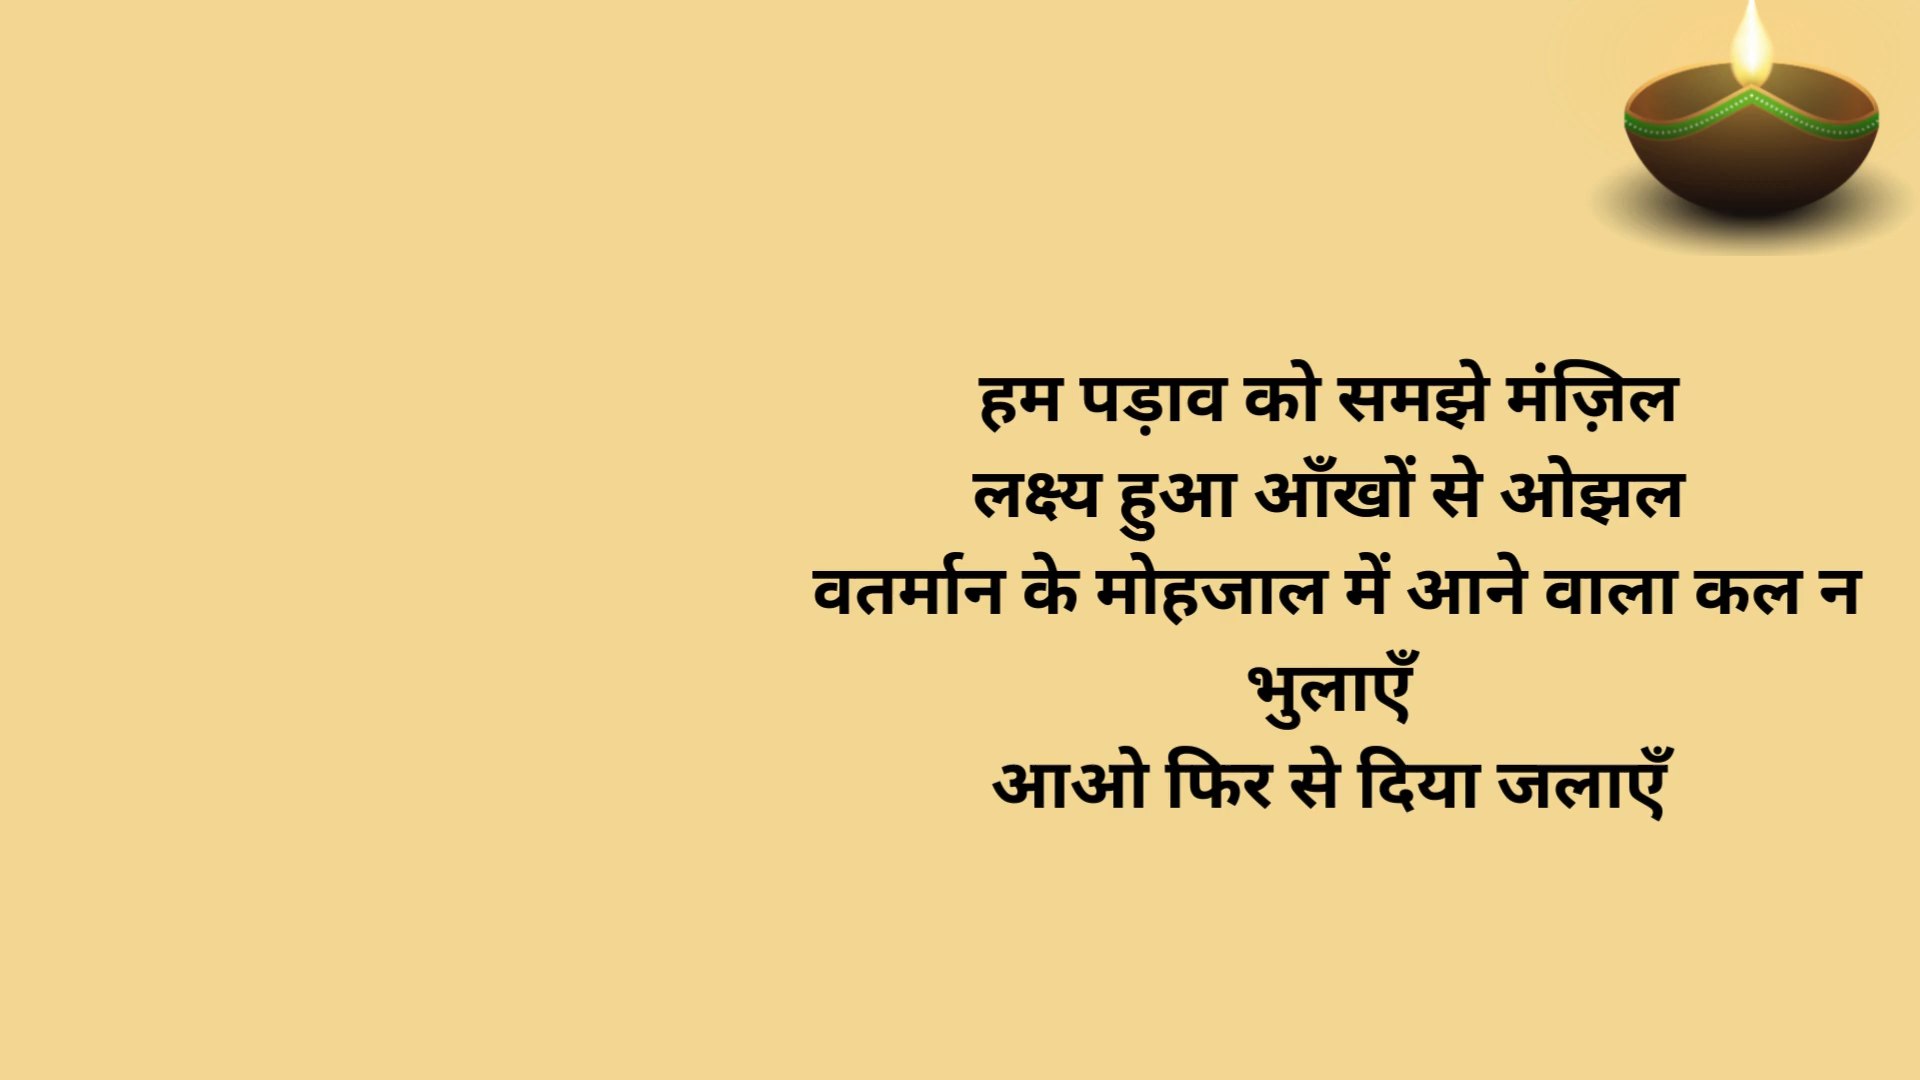 हम पड़ाव को समझे मंज़िल
लक्ष्य हुआ आँखों से ओझल
वतर्मान के मोहजाल में आने वाला कल न
भुलाएँ
आओ फिर से दिया जलाएँ